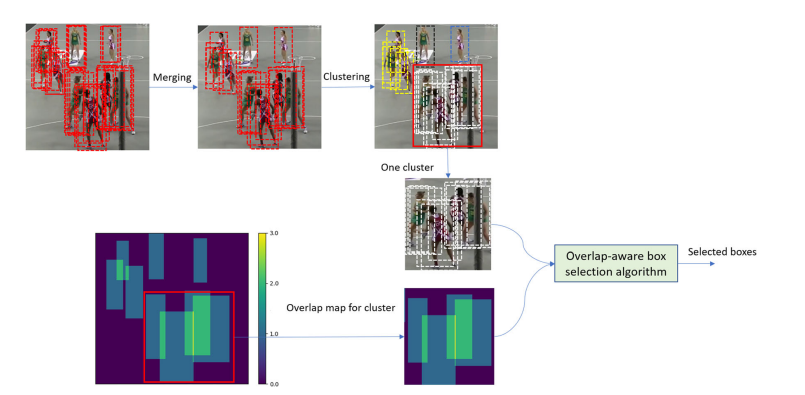 Merging
Clustering
One cluster
Overlap-aware box
selection algorithm
Selected boxes
3.0
2.0
1.0
0.0
Overlap map for cluster